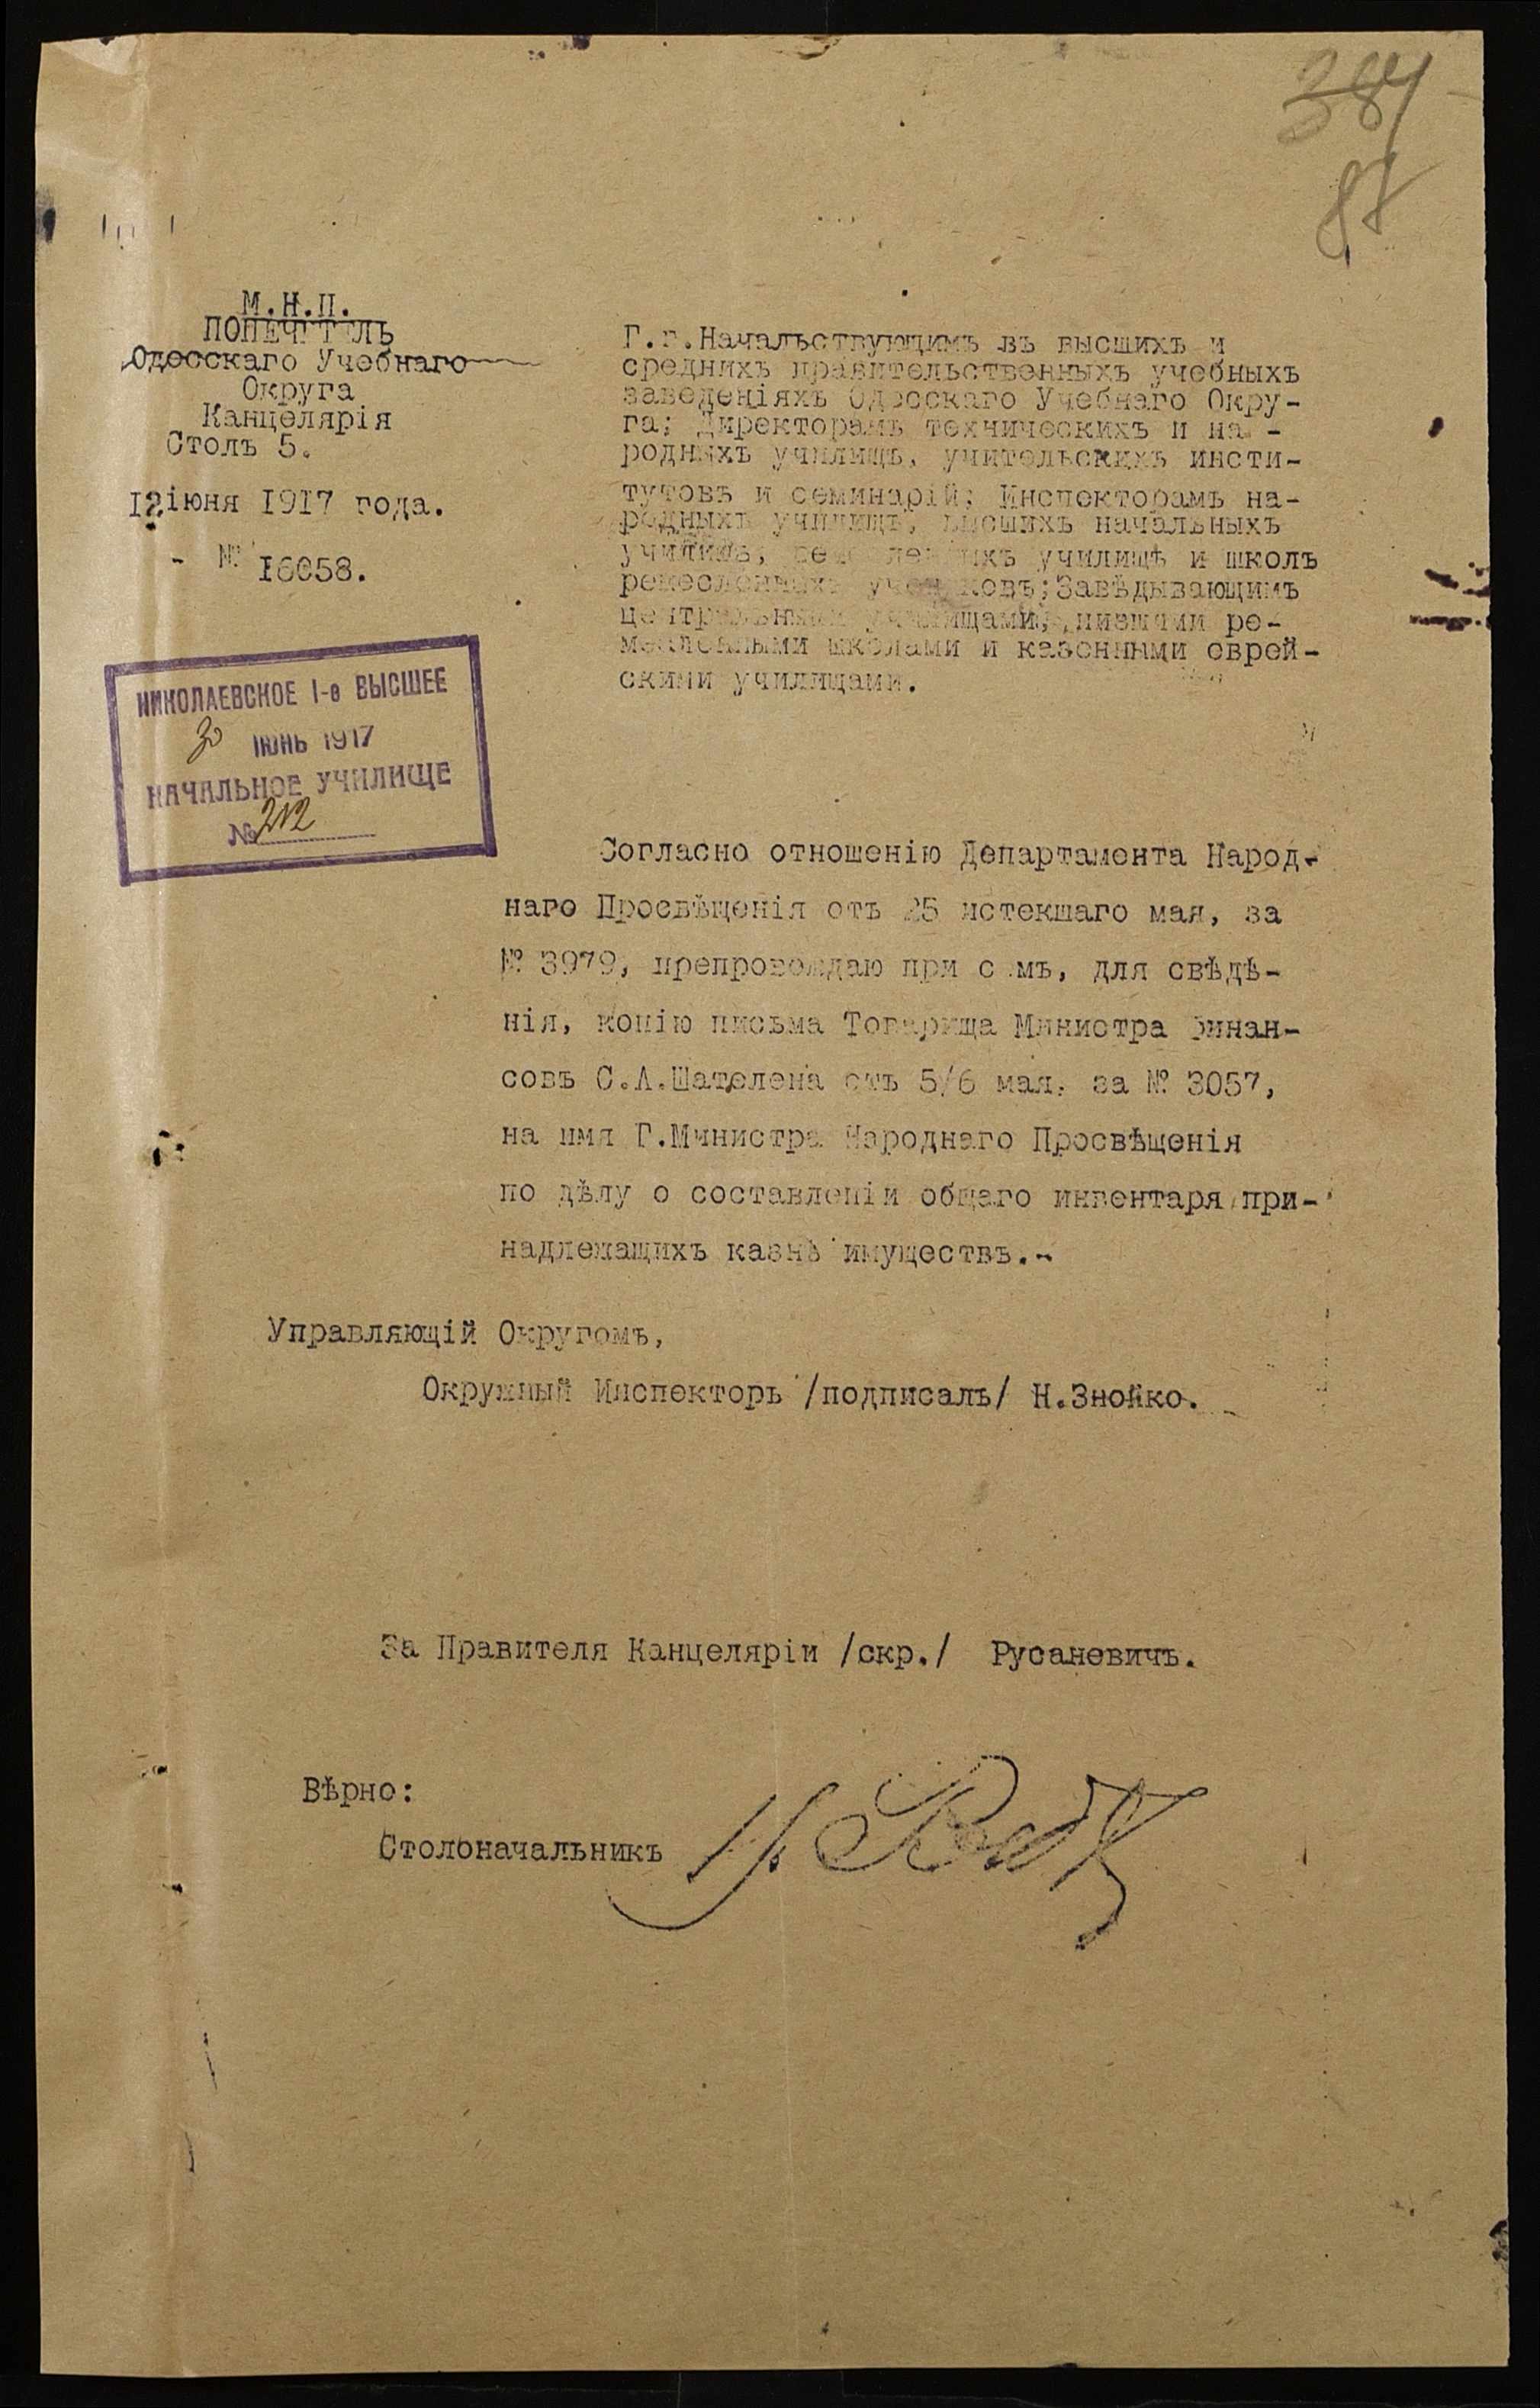 384
87
М.Н.П.
ПОПЕЧИТЕЛЬ
Одесскаго Учебнаго
Округа
Канцелярія
Столъ 5.
12 іюня 1917 года.
- № 16058.
НИКОЛАЕВСКОЕ 1-е ВЫСШЕЕ
30 ІЮНЬ 1917
НАЧАЛЬНОЕ УЧИЛИЩЕ
№ 212
Г.г.Начальствующимъ въ высшихъ и
среднихъ правительственныхъ учебныхъ
заведеніяхъ Одесскаго Учебнаго Окру-
га; Директорамъ техническихъ и на -
родныхъ училищъ, учительскихъ инсти-
тутовъ и семинарій; Инспекторамъ на-
родныхъ училищъ, высшихъ начальныхъ
училищъ, ремесленныхъ училищъ и школъ
ремесленныхъ учениковъ; Завѣдывающимъ
центральными училищами, низшими ре-
месленными школами и казенными еврей-
скими училищами.
Согласно отношенію Департамента Народ-
наго Просвѣщенія отъ 25 истекшаго мая, за
№ 3979, препровождаю при семъ, для свѣдѣ-
нія, копію письма Товарища Министра Финан-
совъ С.А.Шателена отъ 5/6 мая, за № 3057,
на имя Г.Министра Народнаго Просвѣщенія
по дѣлу о составленіи общаго инвентаря при-
надлежащихъ казнѣ имуществъ.-
Управляющій Округомъ,
Окружный Инспекторъ /подписалъ/ Н.Знойко.
За Правителя Канцеляріи /скр./ Русаневичъ.
Вѣрно:
Столоначальникъ